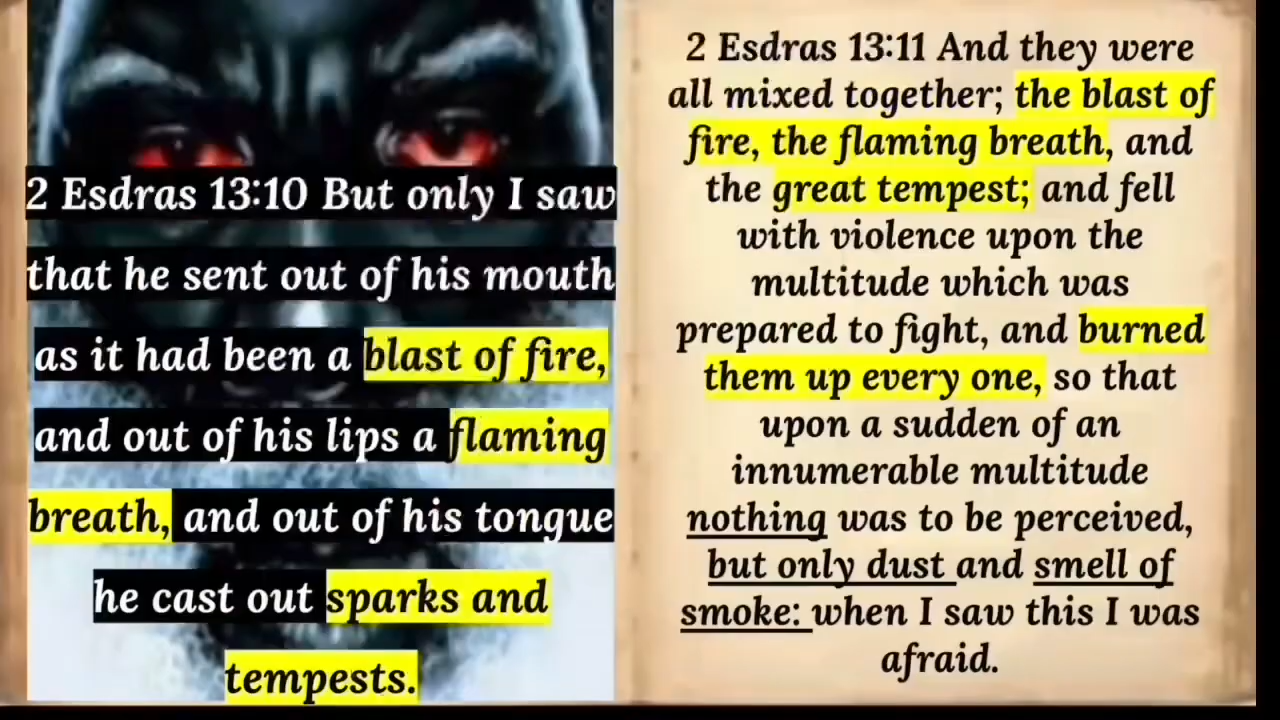 2 Esdras 13:10 But only I saw
that he sent out of his mouth
as it had been a blast of fire,
and out of his lips a flaming
breath, and out of his tongue
he cast out sparks and
tempests.
2 Esdras 13:11 And they were
all mixed together; the blast of
fire, the flaming breath, and
the great tempest; and fell
with violence upon the
multitude which was
prepared to fight, and burned
them up every one, so that
upon a sudden of an
innumerable multitude
nothing was to be perceived,
but only dust and smell of
smoke: when I saw this I was
afraid.